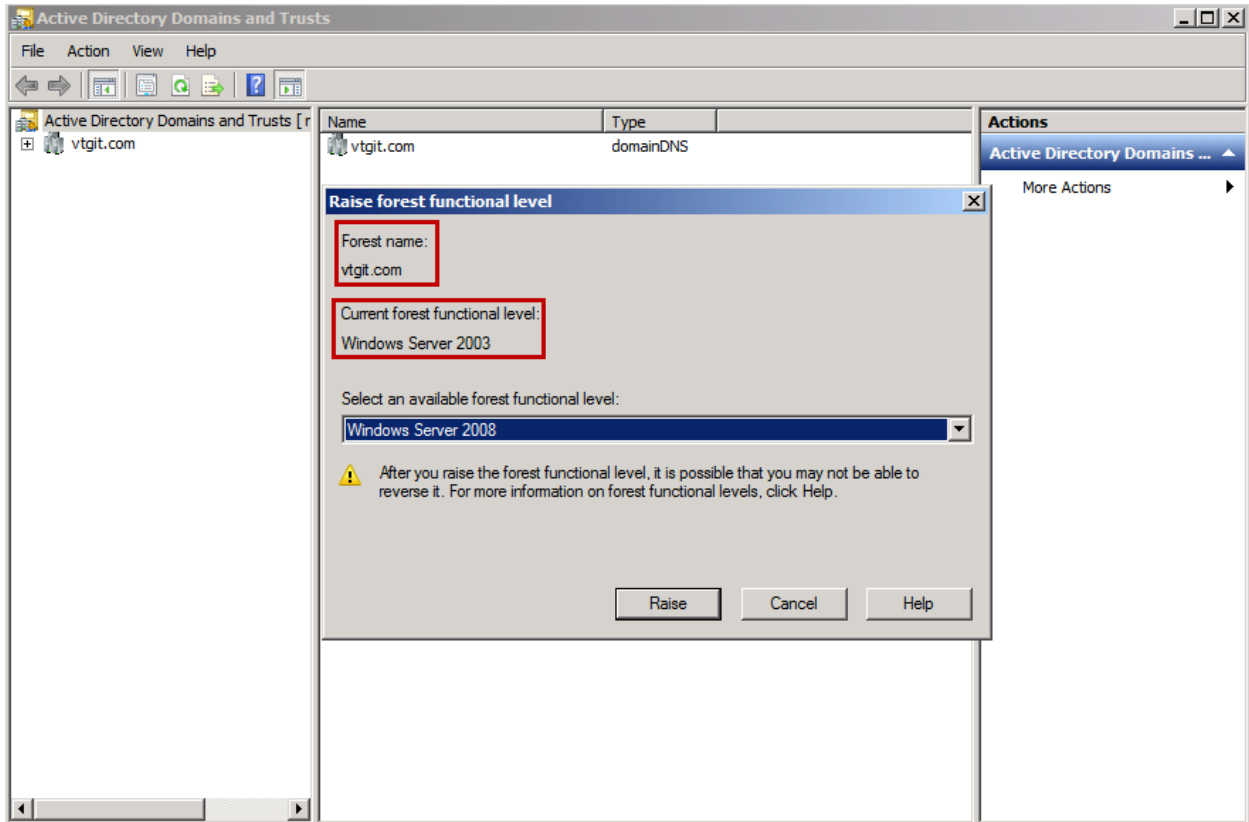 Active Directory Domains and Trusts
File Action View Help
Active Directory Domains and Trusts [ r
vtgit.com
Name Type
vtgit.com domainDNS
Actions
Active Directory Domains ...
More Actions
Raise forest functional level
Forest name:
vtgit.com
Current forest functional level:
Windows Server 2003
Select an available forest functional level:
Windows Server 2008
After you raise the forest functional level, it is possible that you may not be able to
reverse it. For more information on forest functional levels, click Help.
Raise Cancel Help